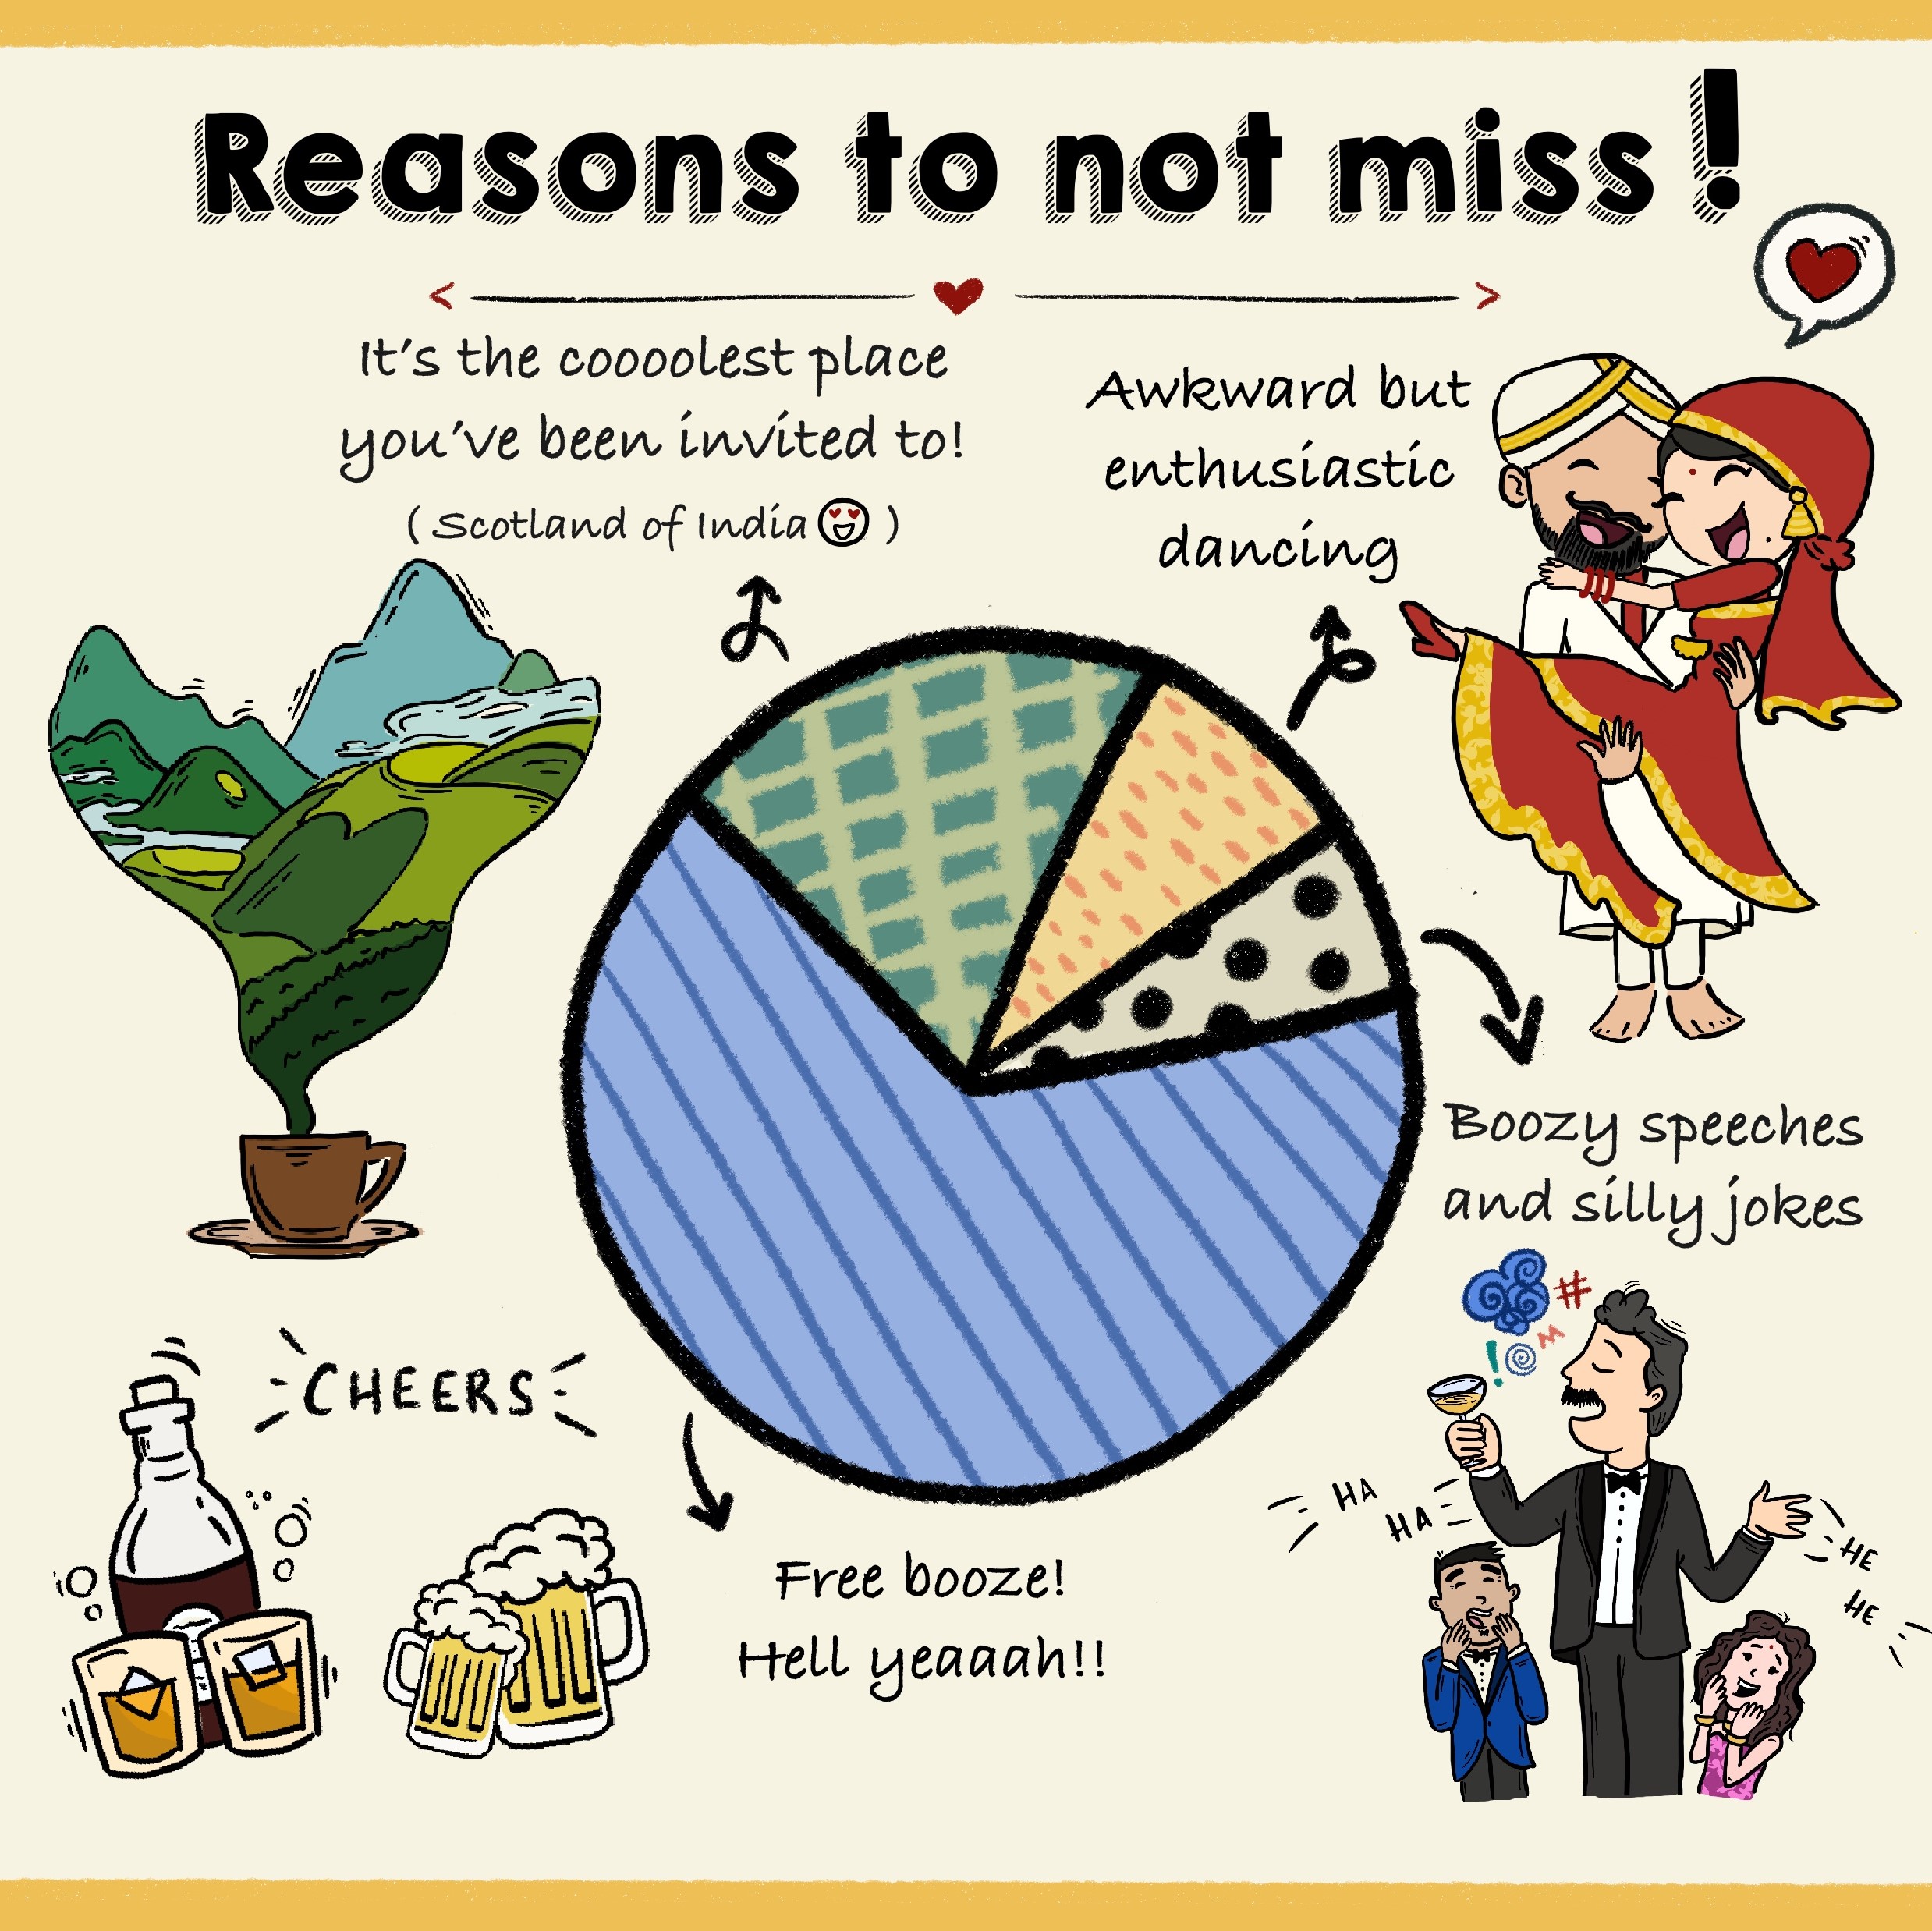 Reasons to not miss!
It's the coooolest place
you've been invited to!
(Scotland of India 😍)
Awkward but
enthusiastic
dancing
Boozy speeches
and silly jokes
CHEERS
Free booze!
Hell yeaaah!!
#
!
HA
HA
HE
HE